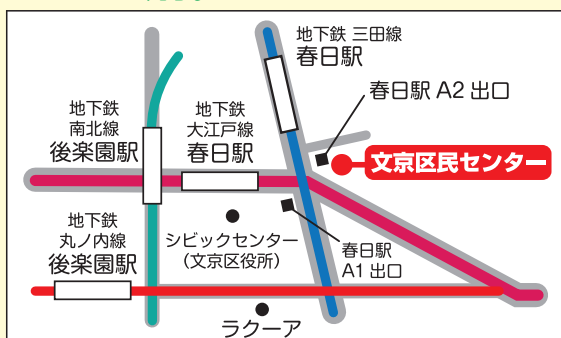 地下鉄 三田線
春日駅
春日駅 A2 出口
地下鉄
南北線
後楽園駅
地下鉄
大江戸線
春日駅
文京区民センター
地下鉄
丸ノ内線
後楽園駅
シビックセンター
(文京区役所)
春日駅
A1 出口
ラクーア